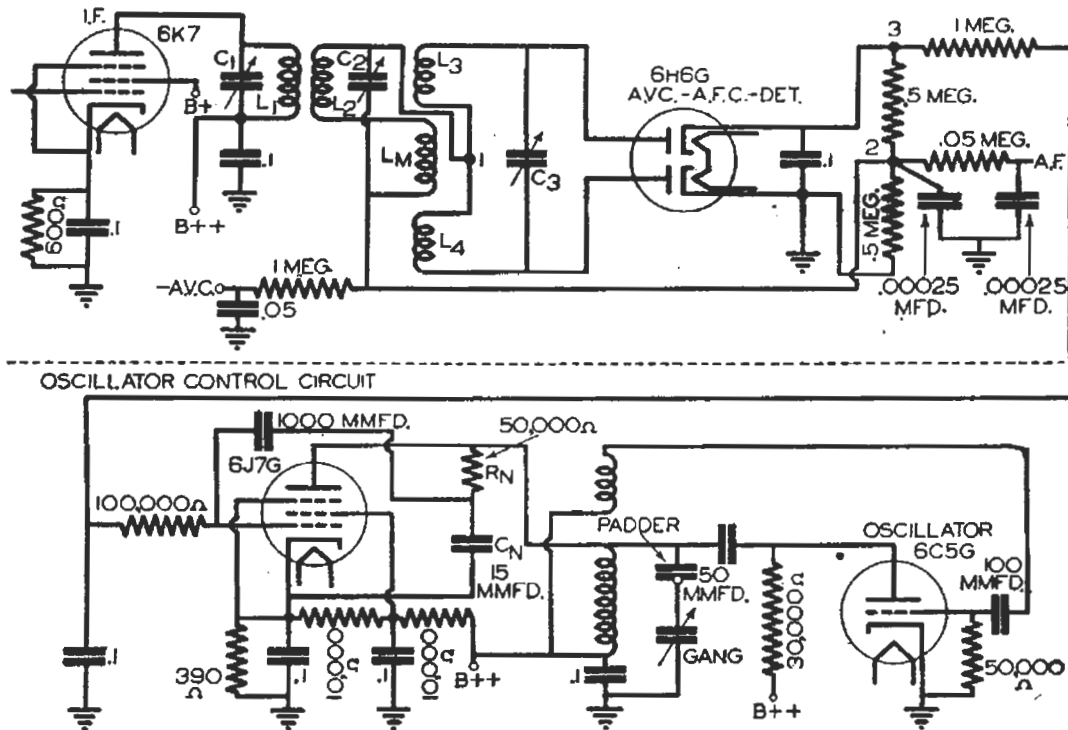 I.F.
6K7
C1
L1
B+
.1
B++
600Ω
.1
C2
L2
LM
L3
1
L4
C3
6H6G
A.V.C.-A.F.C.-DET.
.1
3
1 MEG.
.5 MEG.
2
.05 MEG.
A.F.
.5 MEG.
.00025
MFD.
.00025
MFD.
-A.V.C.
1 MEG.
.05
OSCILLATOR CONTROL CIRCUIT
1000 MMFD.
6J7G
100,000Ω
50,000Ω
RN
CN
15
MMFD.
.1
390
Ω
.1
.1
B++
PADDER
50
MMFD.
GANG
.1
30,000Ω
B++
OSCILLATOR
6C5G
100
MMFD.
50,000
Ω